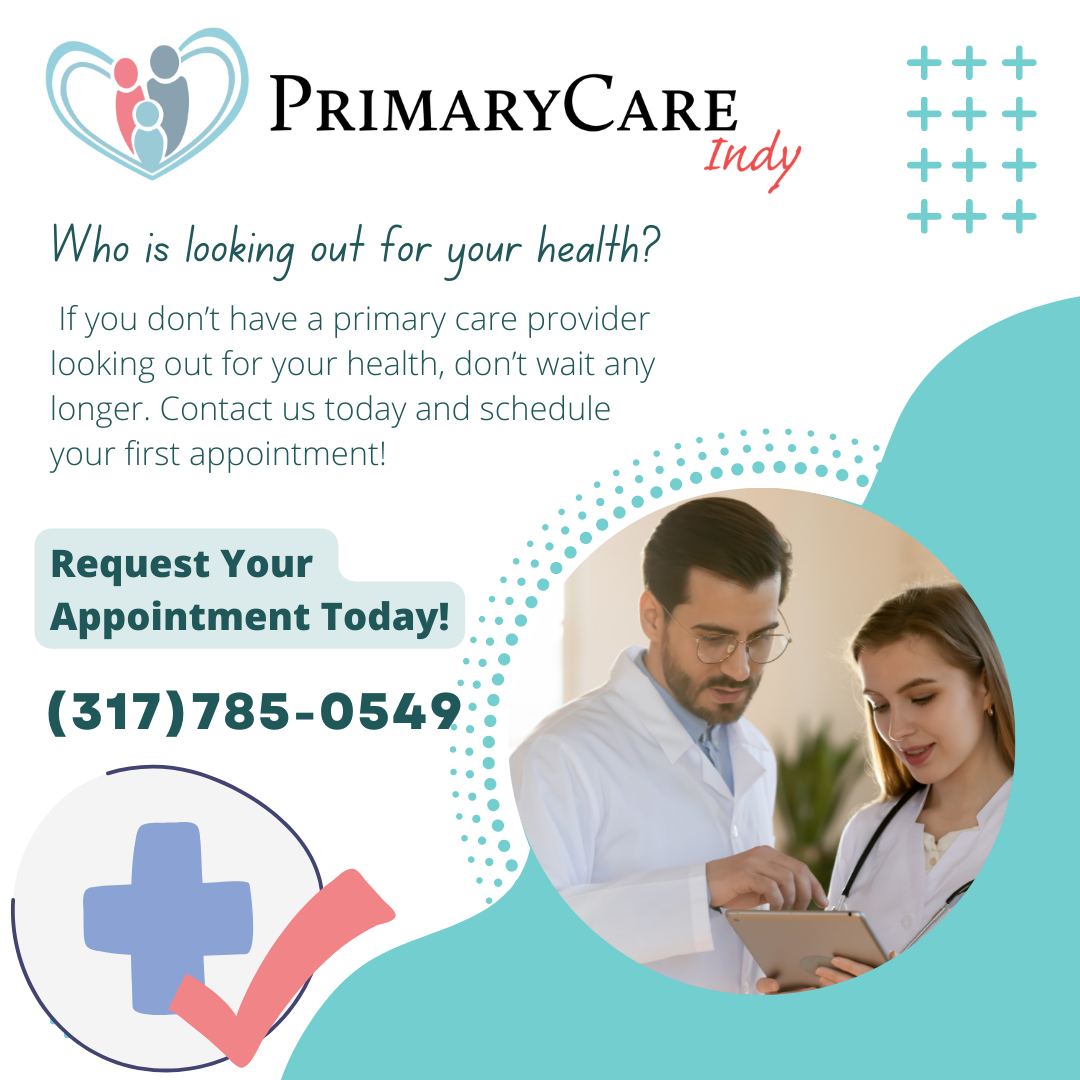 PRIMARYCARE
Indy
Who is looking out for your health?
If you don't have a primary care provider
looking out for your health, don't wait any
longer. Contact us today and schedule
your first appointment!
Request Your
Appointment Today!
(317)785-0549